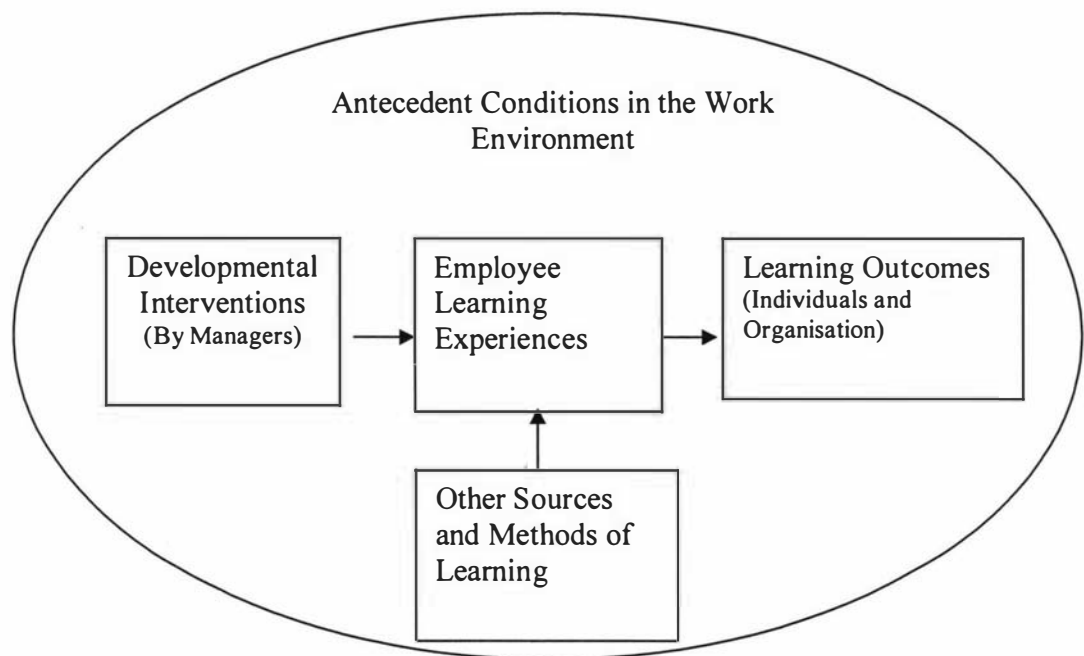 Antecedent Conditions in the Work
Environment
Developmental
Interventions
(By Managers)
Employee
Learning
Experiences
Learning Outcomes
(Individuals and
Organisation)
Other Sources
and Methods of
Learning